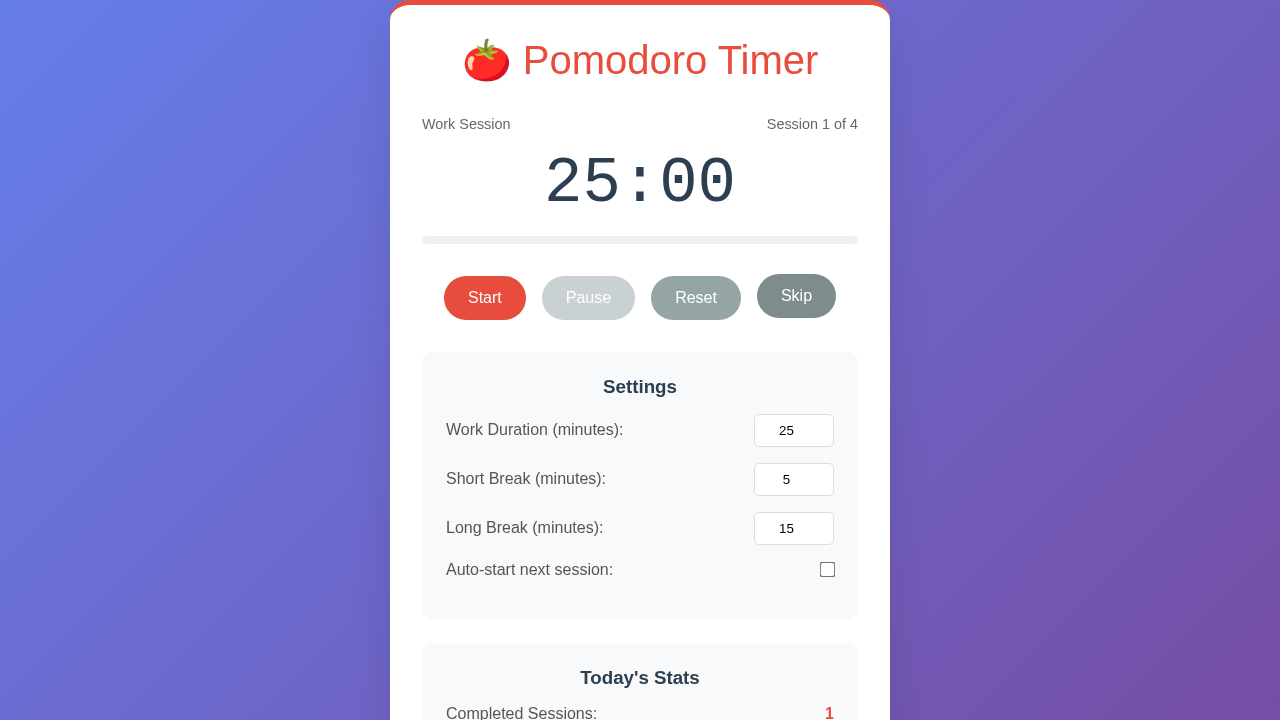 🍅 Pomodoro Timer
Work Session Session 1 of 4
25:00
Start Pause Reset Skip
Settings
Work Duration (minutes): 25
Short Break (minutes): 5
Long Break (minutes): 15
Auto-start next session:
Today's Stats
Completed Sessions: 1